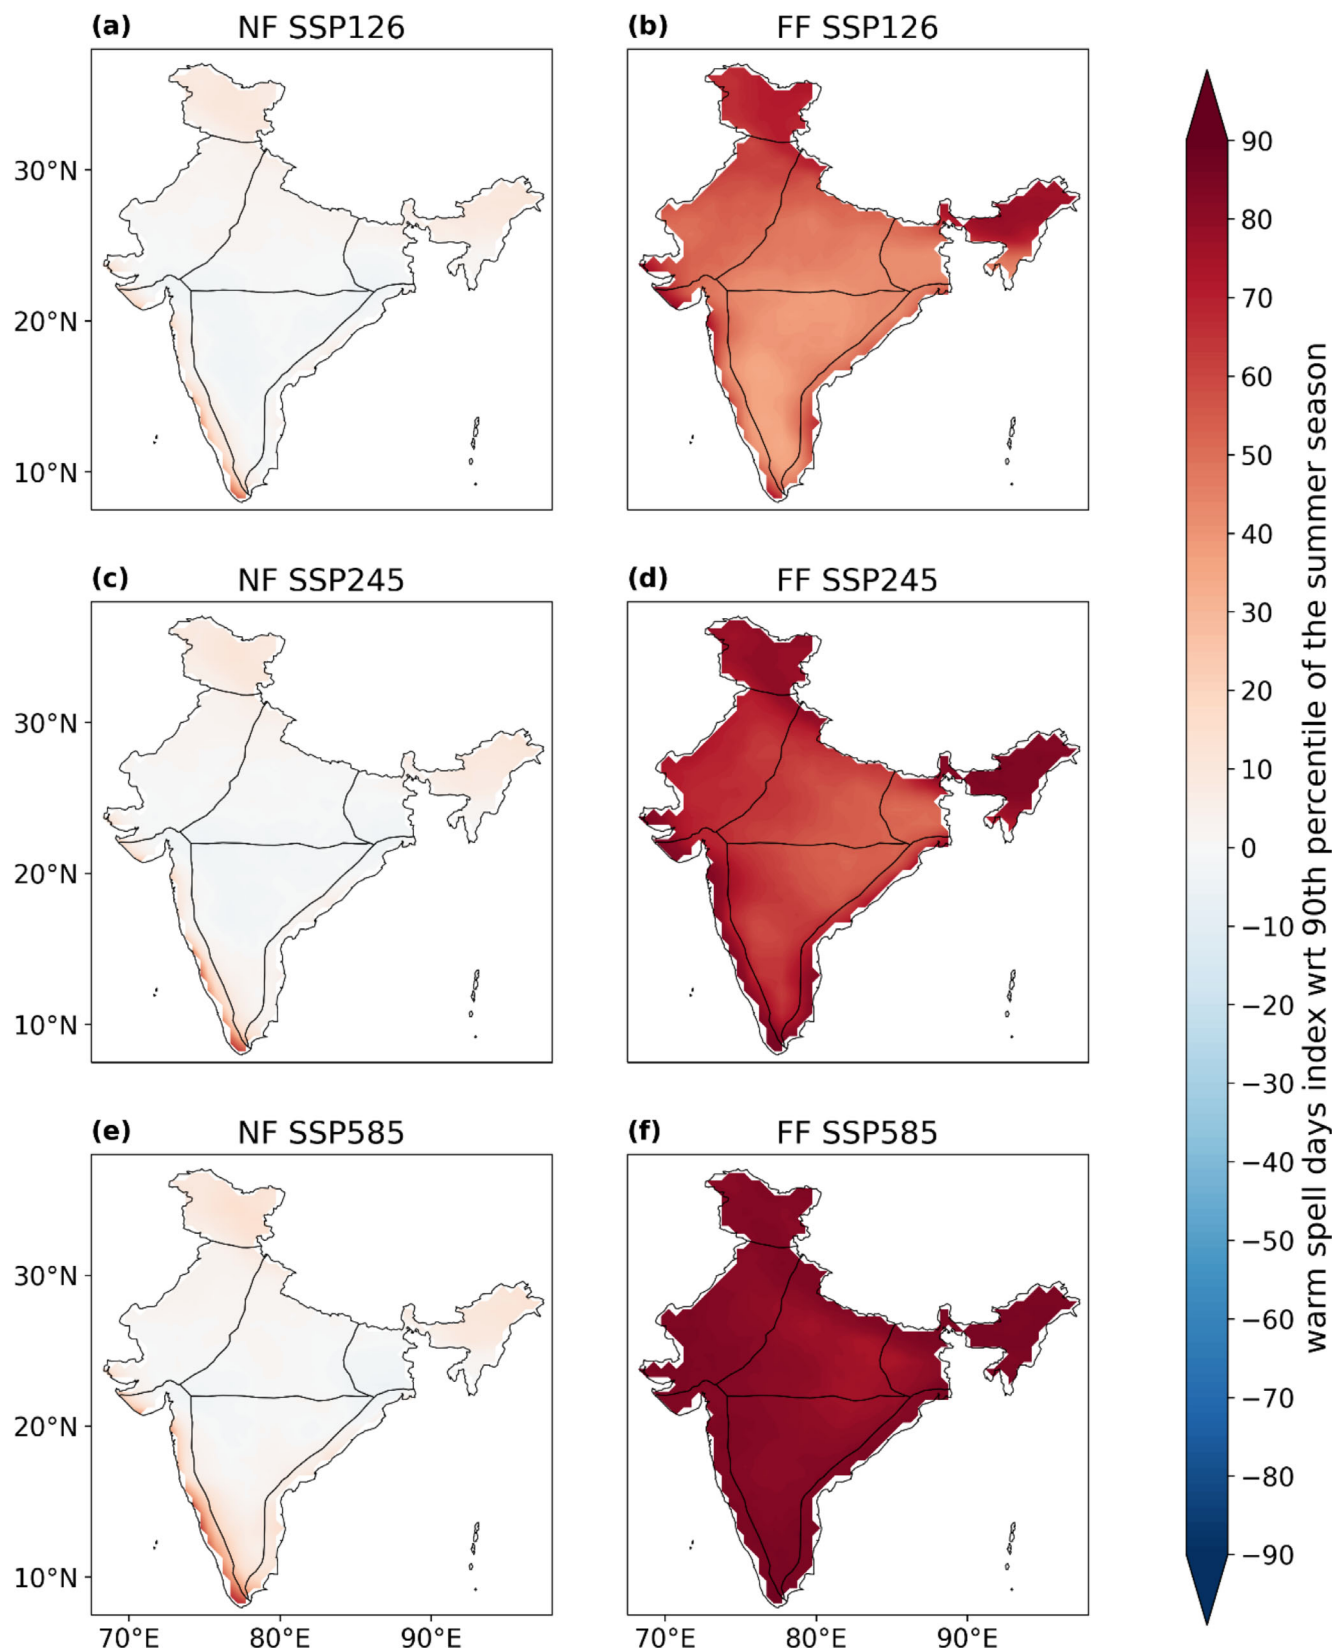 (a) NF SSP126
(b) FF SSP126
30°N
20°N
10°N
(c) NF SSP245
(d) FF SSP245
30°N
20°N
10°N
(e) NF SSP585
(f) FF SSP585
30°N
20°N
10°N
70°E 80°E 90°E
70°E 80°E 90°E
90
80
70
60
50
40
30
20
10
0
−10
−20
−30
−40
−50
−60
−70
−80
−90
warm spell days index wrt 90th percentile of the summer season